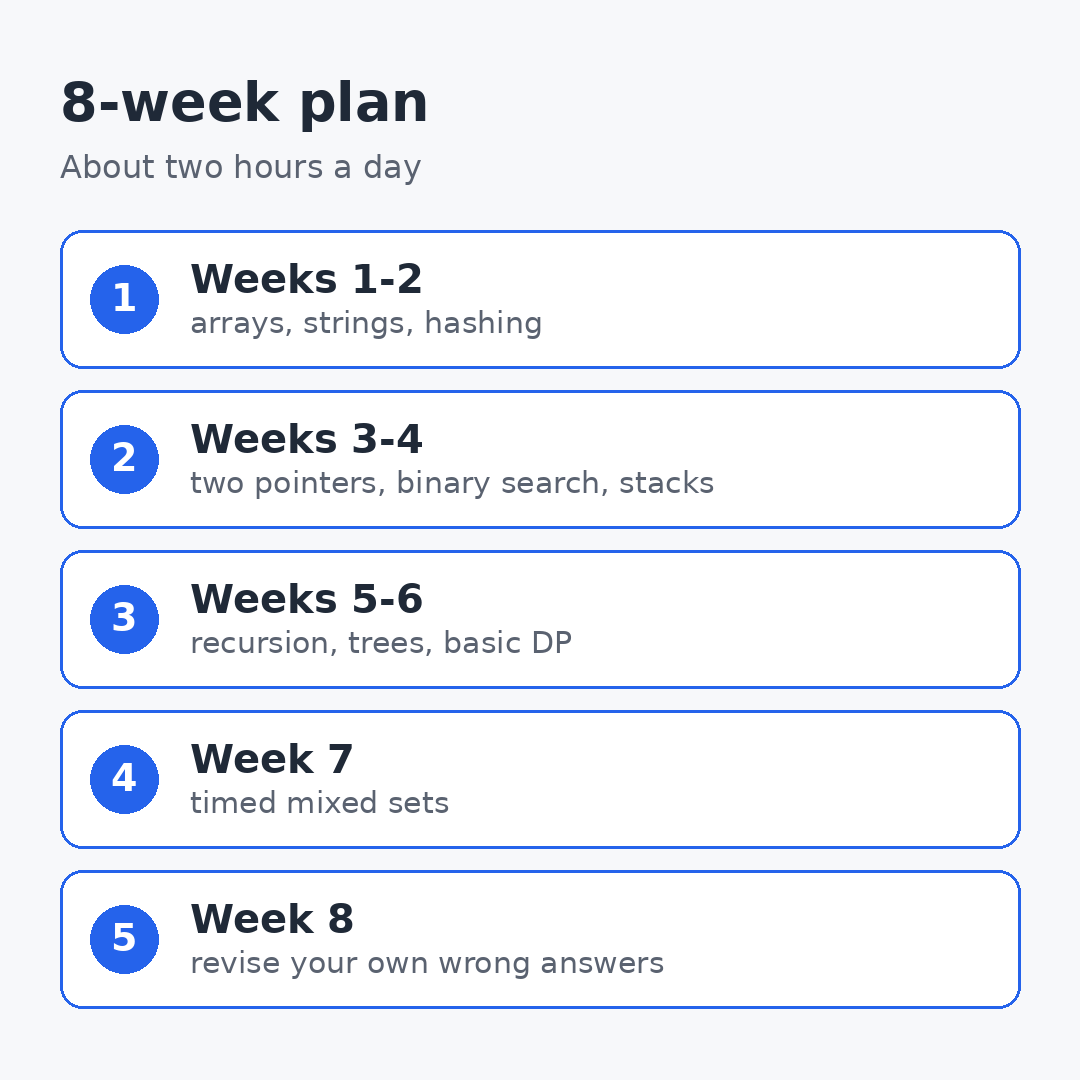 8-week plan
About two hours a day
1
Weeks 1-2
arrays, strings, hashing
2
Weeks 3-4
two pointers, binary search, stacks
3
Weeks 5-6
recursion, trees, basic DP
4
Week 7
timed mixed sets
5
Week 8
revise your own wrong answers